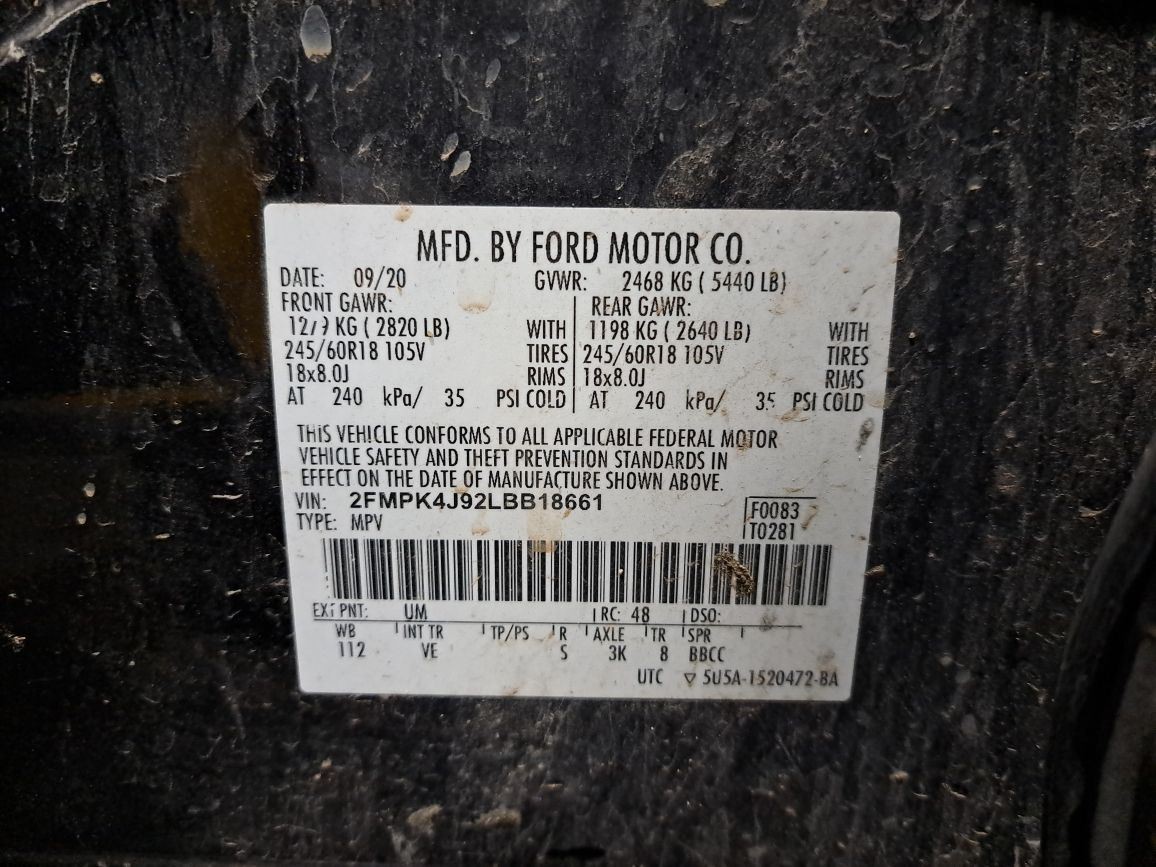 MFD. BY FORD MOTOR CO.
DATE: 09/20 GVWR: 2468 KG ( 5440 LB)
FRONT GAWR: REAR GAWR:
KG ( 2820 LB) WITH 1198 KG ( 2640 LB) WITH
245/60R18 105V TIRES 245/60R18 105V TIRES
18x8.0J RIMS 18x8.0J RIMS
AT 240 kPa/ 35 PSI COLD AT 240 kPa/ 35 PSI COLD
THIS VEHICLE CONFORMS TO ALL APPLICABLE FEDERAL MOTOR
VEHICLE SAFETY AND THEFT PREVENTION STANDARDS IN
EFFECT ON THE DATE OF MANUFACTURE SHOWN ABOVE.
VIN: 2FMPK4J92LBB18661
TYPE: MPV
F0083
T0281
EXT PNT: UM RC: 48 DSO:
WB INT TR TP/PS R AXLE TR SPR
112 VE S 3K 8 BBCC
UTC ▽ 5U5A-1520472-BA